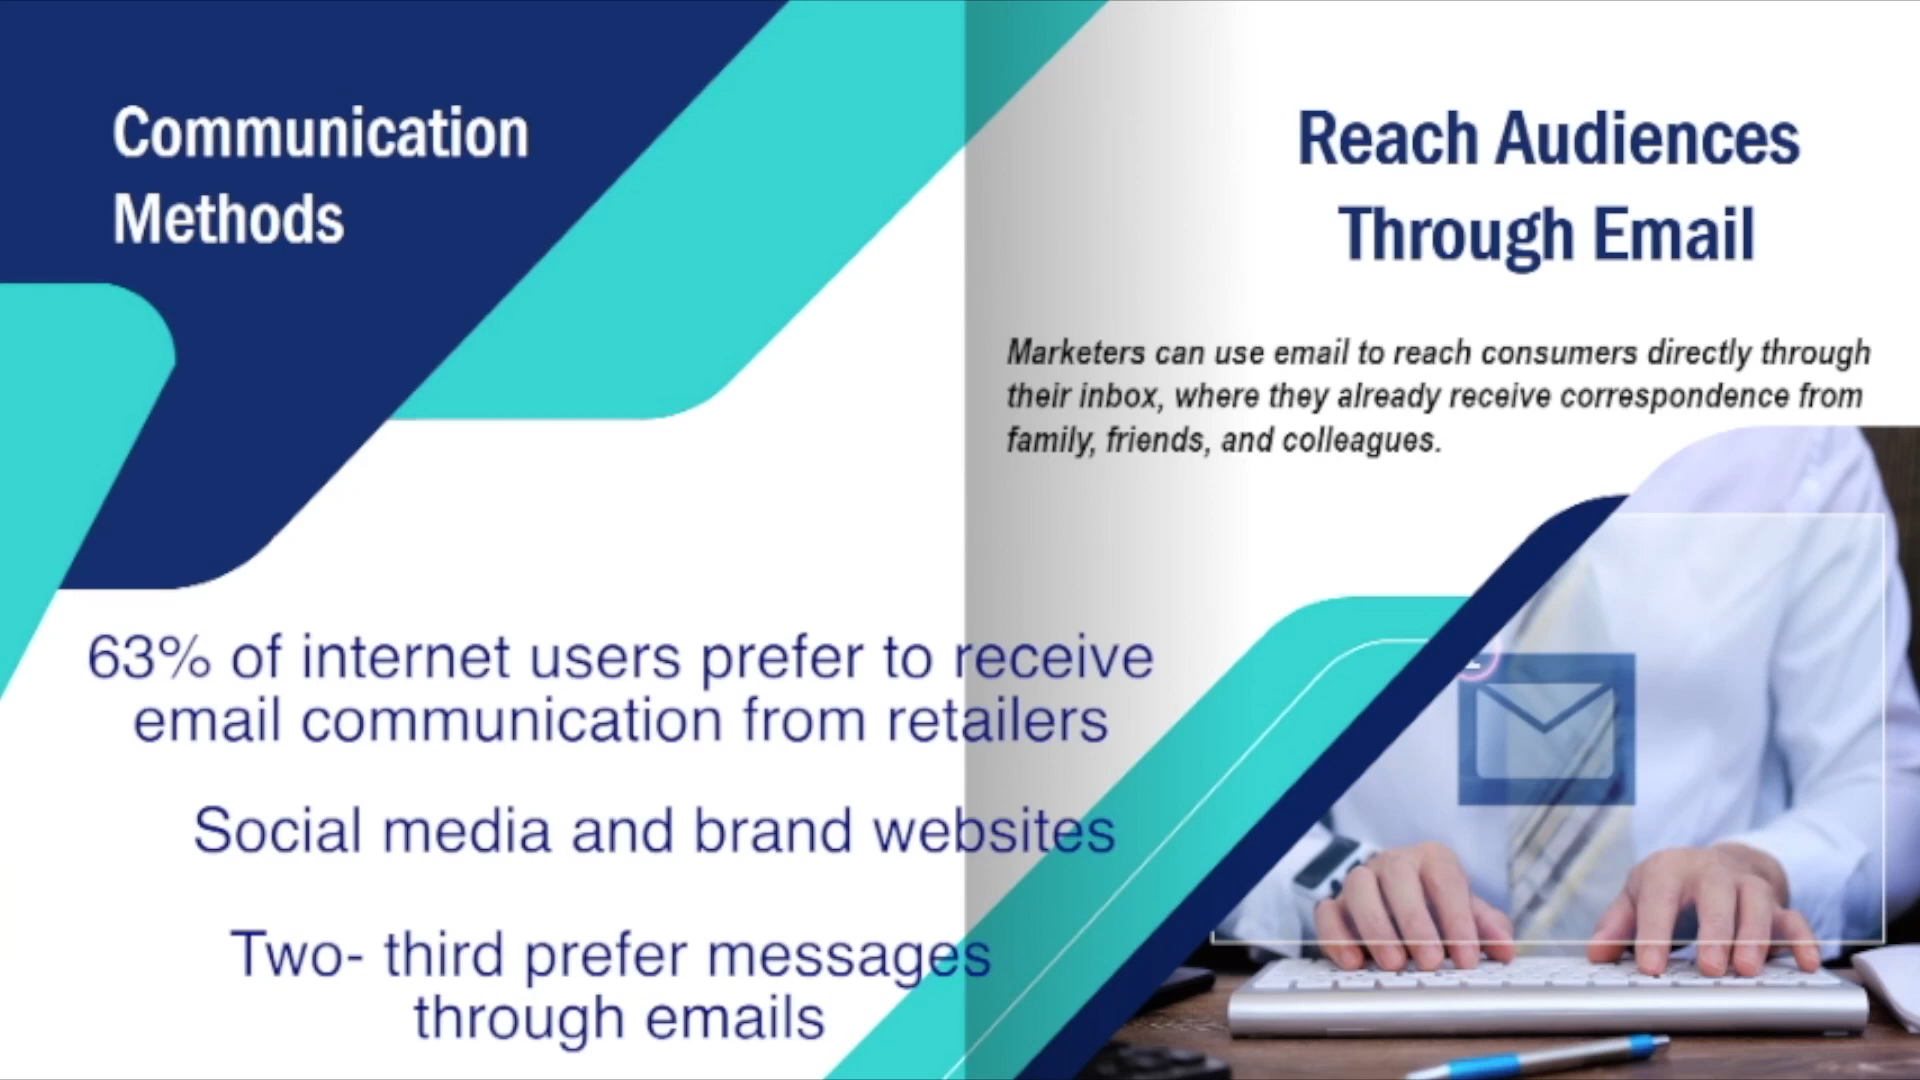 Communication
Methods
63% of internet users prefer to receive
email communication from retailers
Social media and brand websites
Two- third prefer messages
through emails
Reach Audiences
Through Email
Marketers can use email to reach consumers directly through
their inbox, where they already receive correspondence from
family, friends, and colleagues.